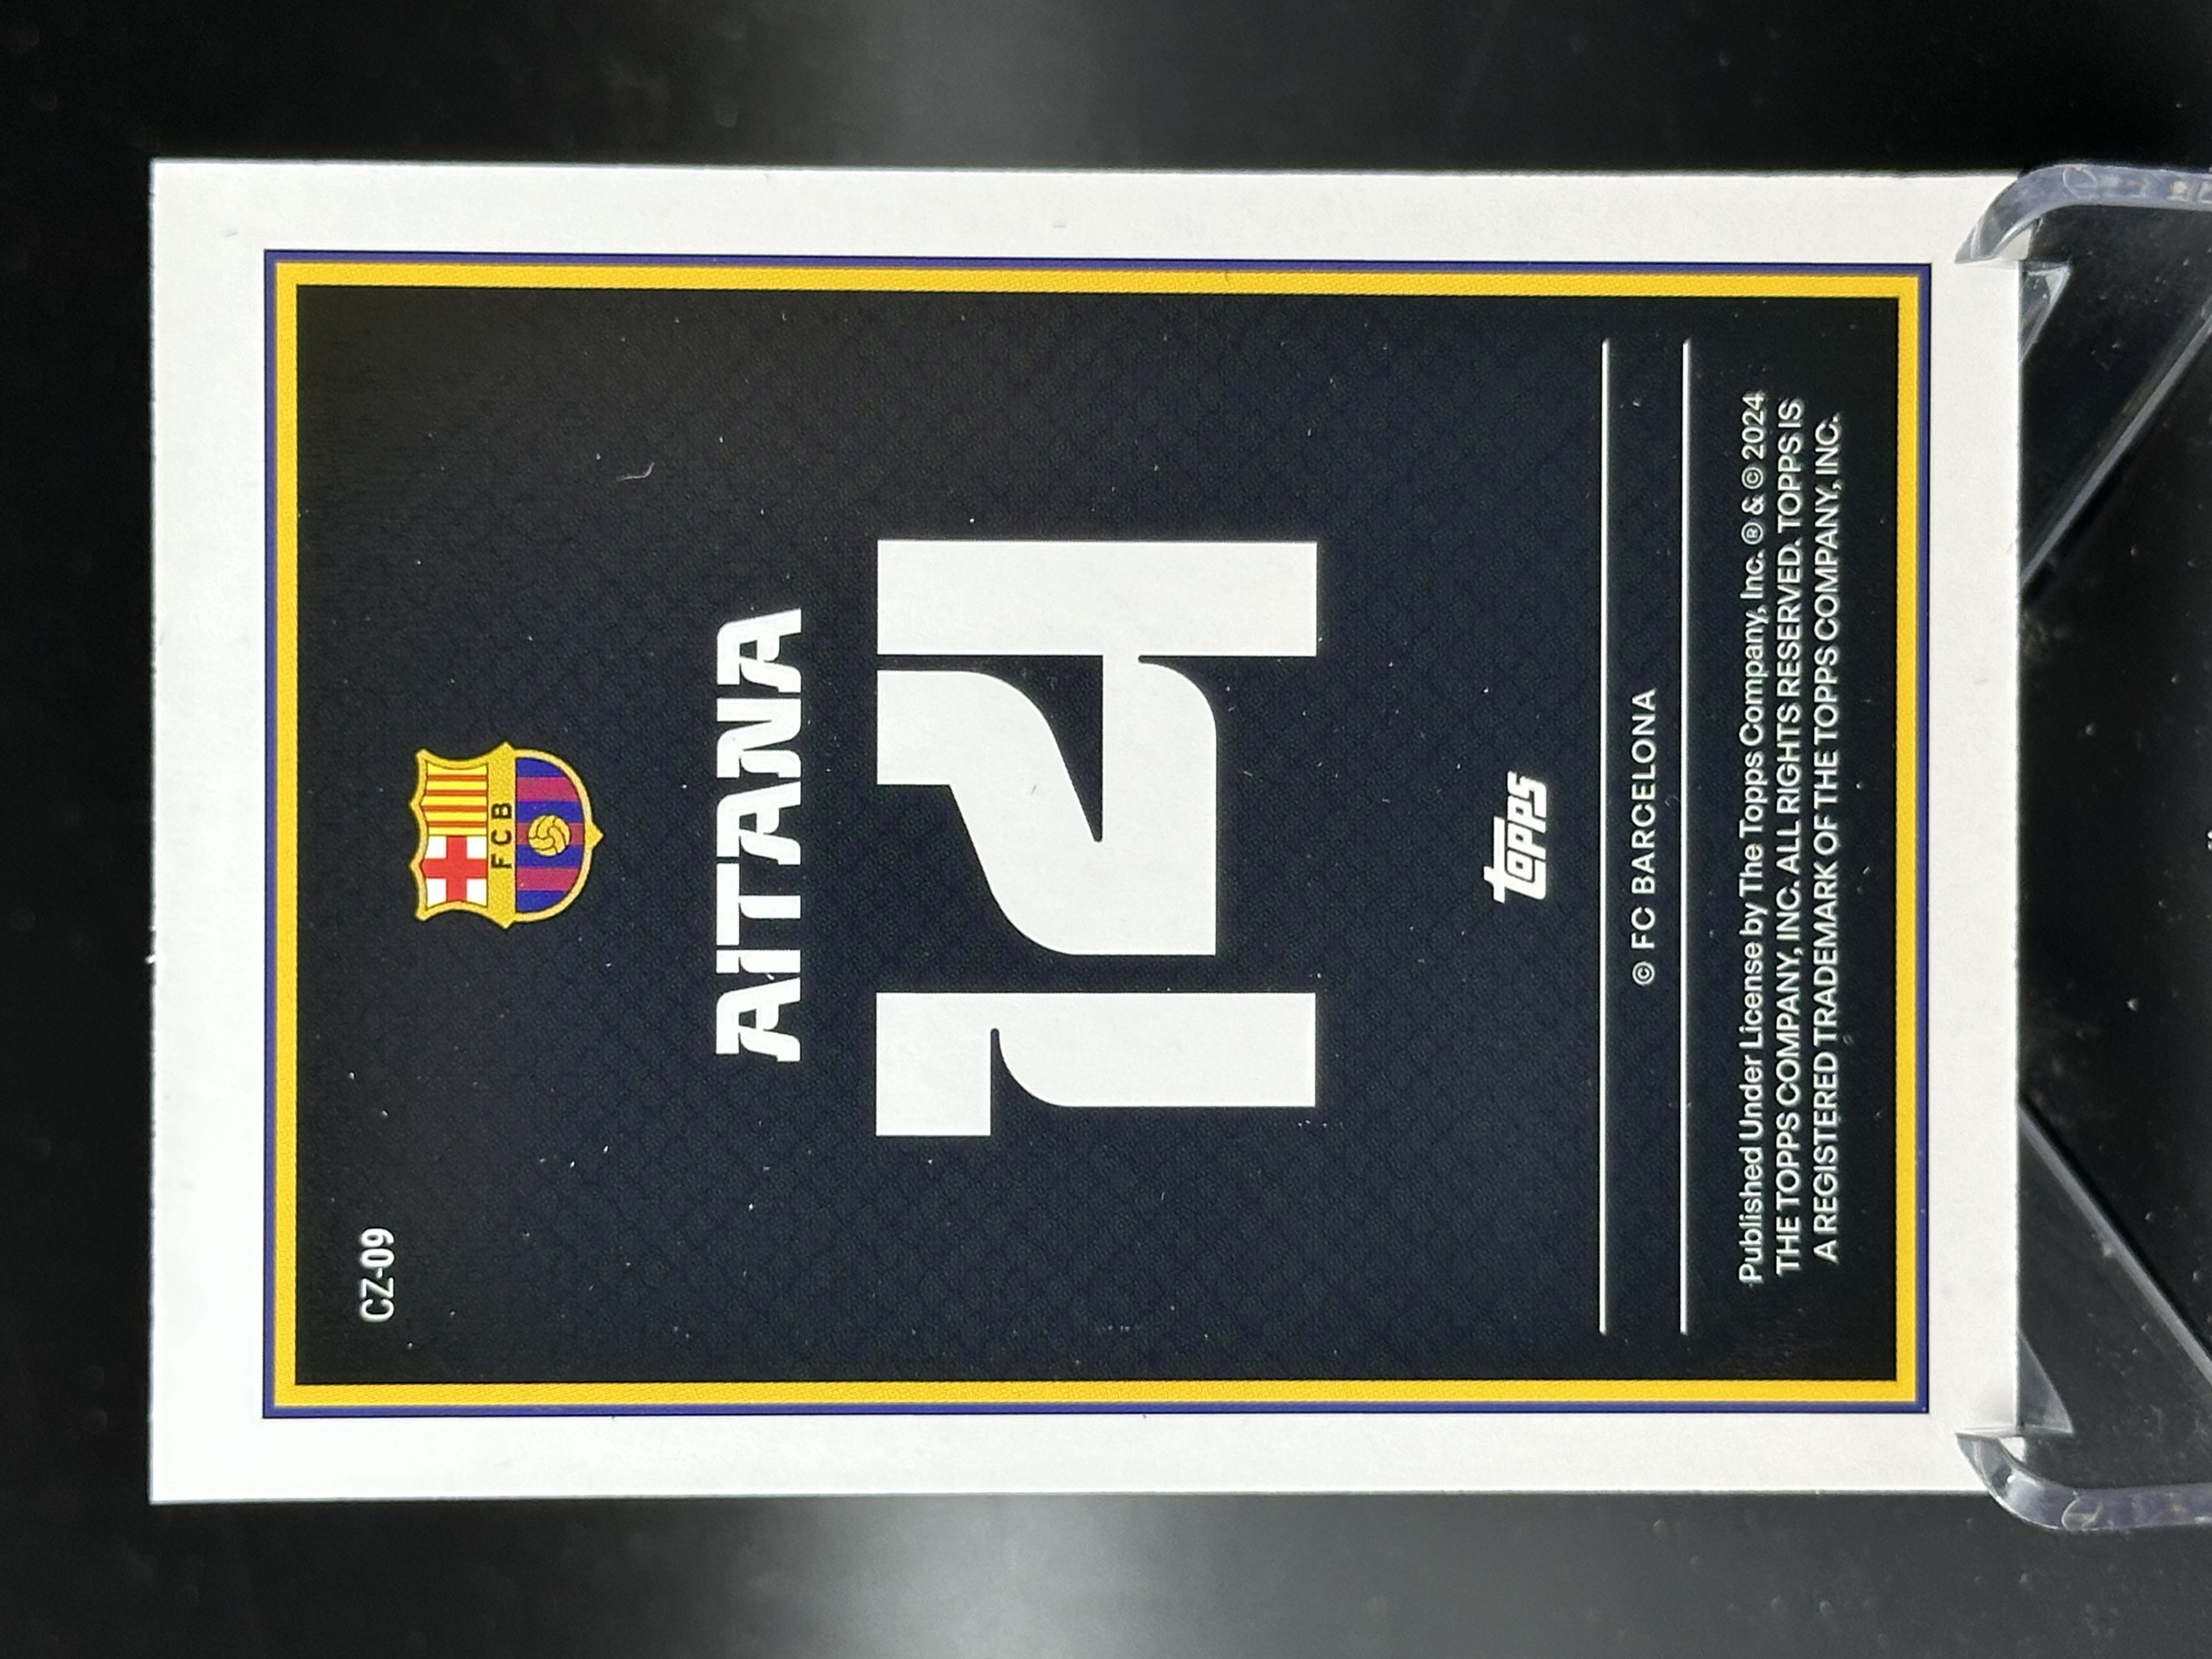 CZ-09
FCB
AiTANA
14
topps
© FC BARCELONA
Published Under License by The Topps Company, Inc. ® & © 2024
THE TOPPS COMPANY, INC. ALL RIGHTS RESERVED. TOPPS IS
A REGISTERED TRADEMARK OF THE TOPPS COMPANY, INC.